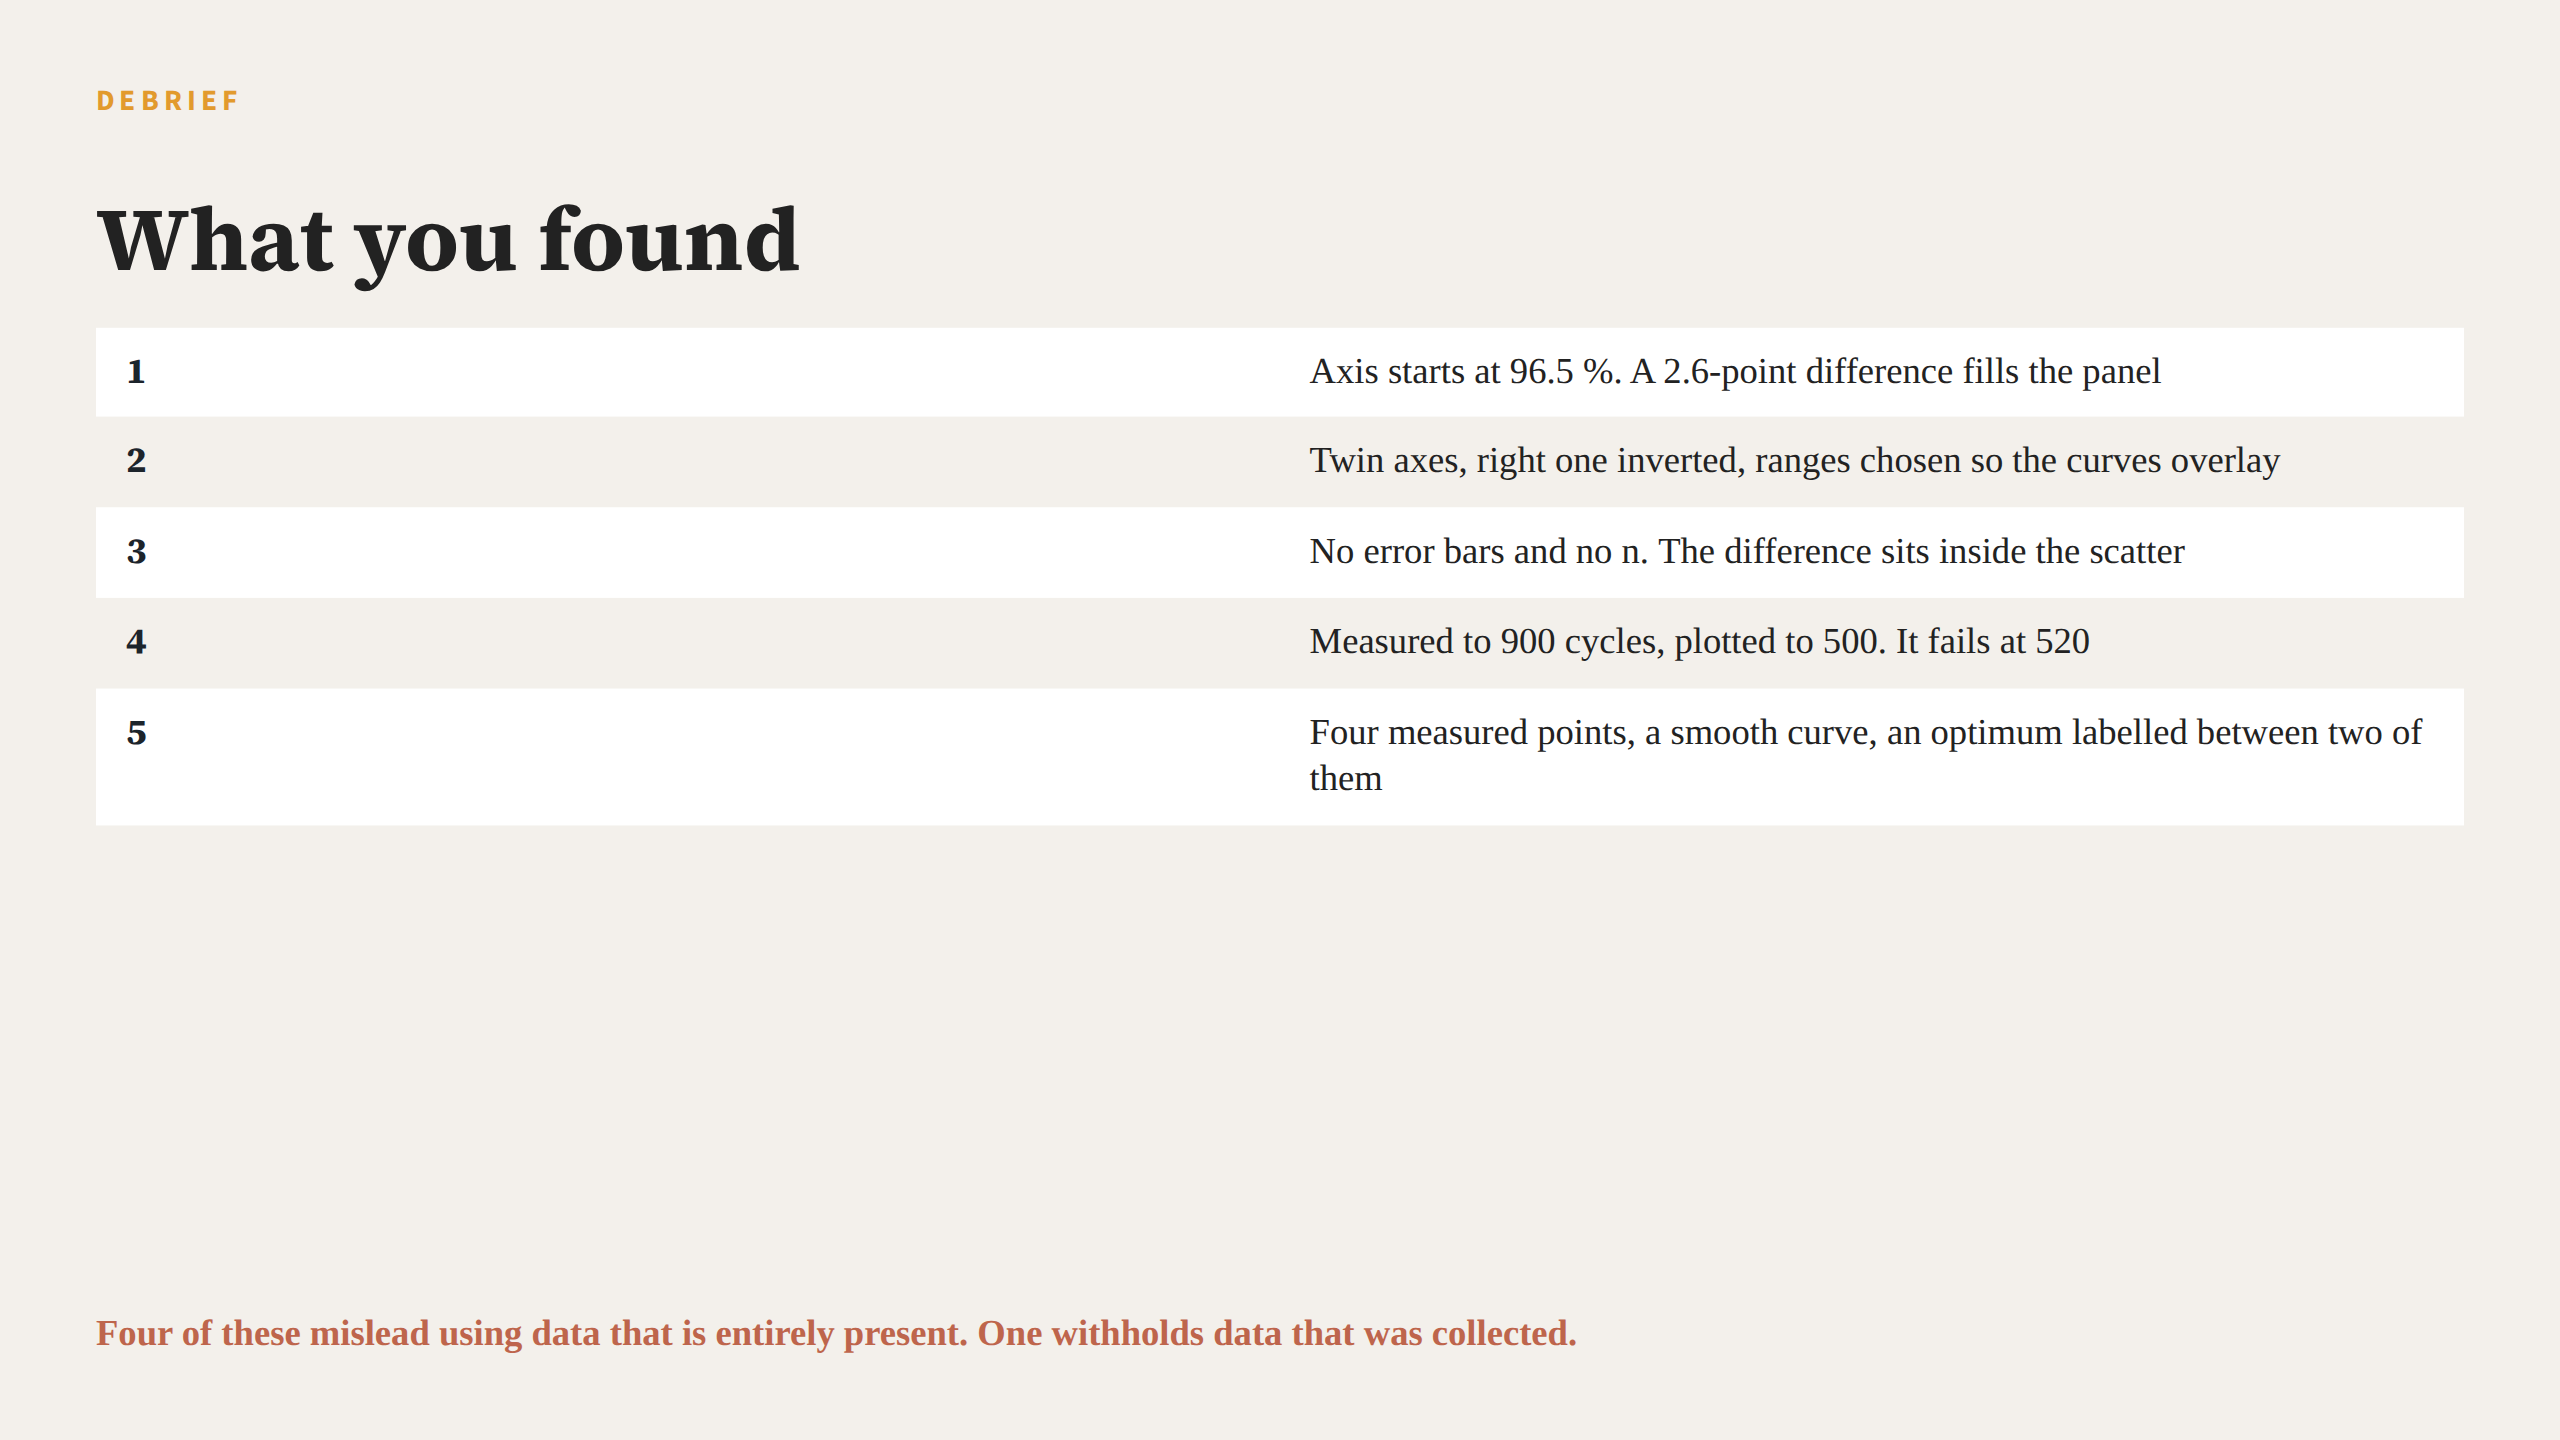 DEBRIEF
What you found
1 Axis starts at 96.5 %. A 2.6-point difference fills the panel
2 Twin axes, right one inverted, ranges chosen so the curves overlay
3 No error bars and no n. The difference sits inside the scatter
4 Measured to 900 cycles, plotted to 500. It fails at 520
5 Four measured points, a smooth curve, an optimum labelled between two of
them
Four of these mislead using data that is entirely present. One withholds data that was collected.